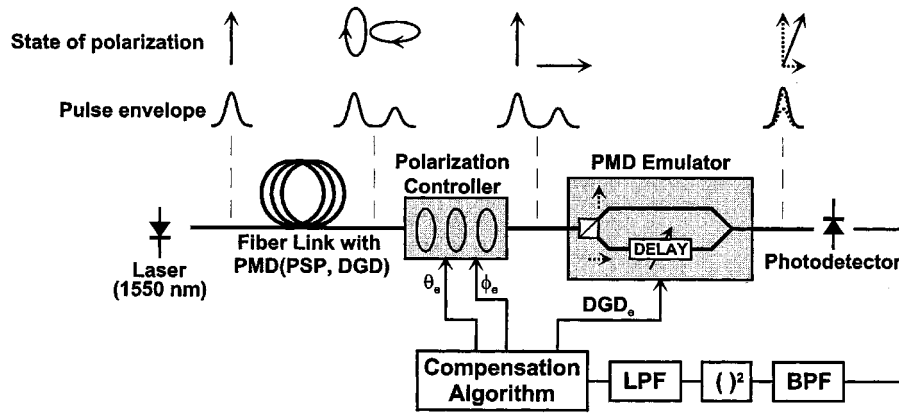 State of polarization
Pulse envelope
Polarization
Controller
PMD Emulator
DELAY
Laser
(1550 nm)
Fiber Link with
PMD(PSP, DGD)
Photodetector
θe
ϕe
DGDe
Compensation
Algorithm
LPF
( )²
BPF